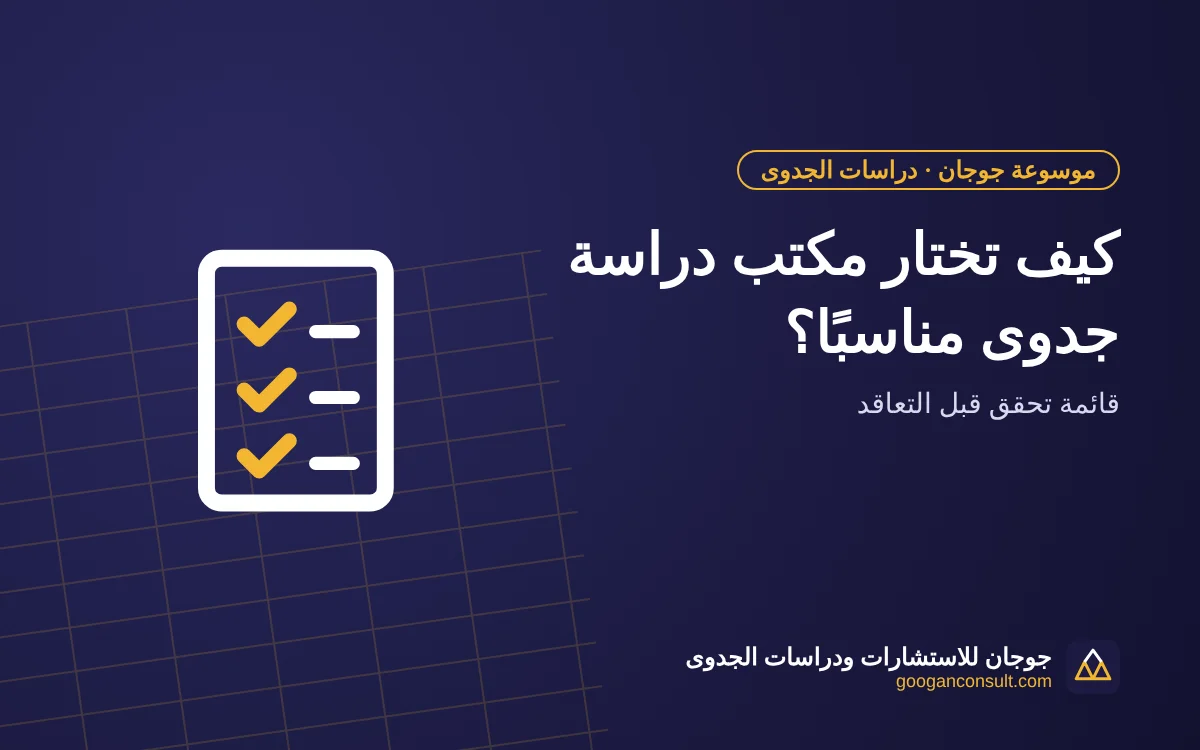 موسوعة جوجان · دراسات الجدوى
كيف تختار مكتب دراسة
جدوى مناسبًا؟
قائمة تحقق قبل التعاقد
جوجان للاستشارات ودراسات الجدوى
googanconsult.com